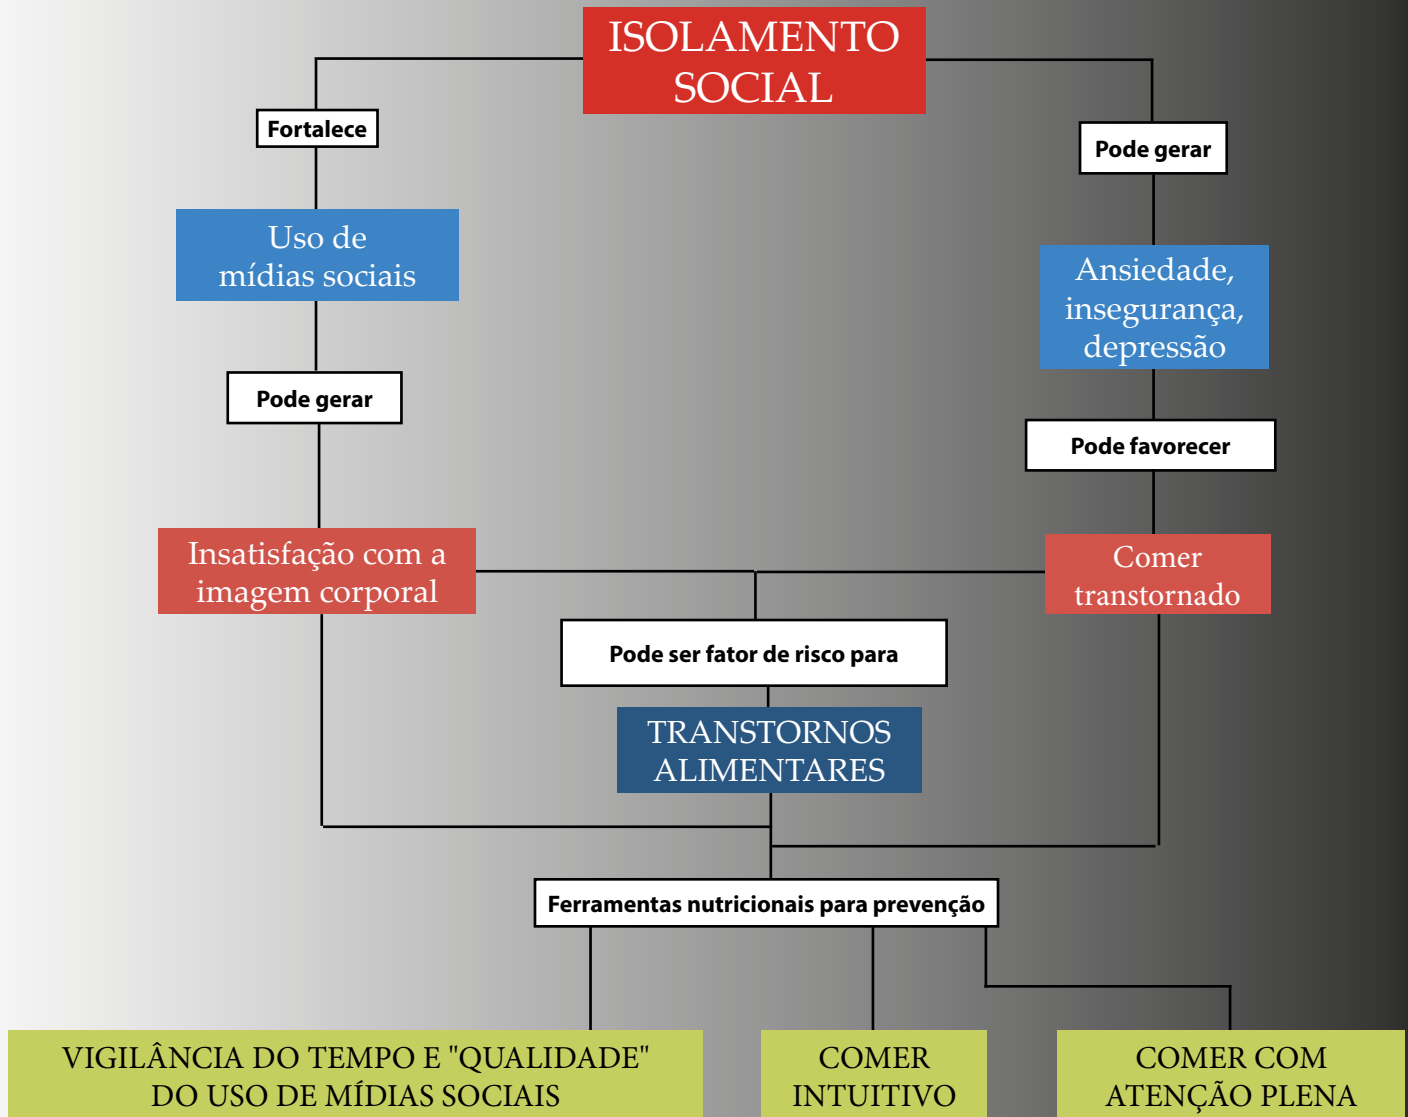 ISOLAMENTO
SOCIAL
Fortalece
Pode gerar
Uso de
mídias sociais
Ansiedade,
insegurança,
depressão
Pode gerar
Pode favorecer
Insatisfação com a
imagem corporal
Comer
transtornado
Pode ser fator de risco para
TRANSTORNOS
ALIMENTARES
Ferramentas nutricionais para prevenção
VIGILÂNCIA DO TEMPO E "QUALIDADE"
DO USO DE MÍDIAS SOCIAIS
COMER
INTUITIVO
COMER COM
ATENÇÃO PLENA